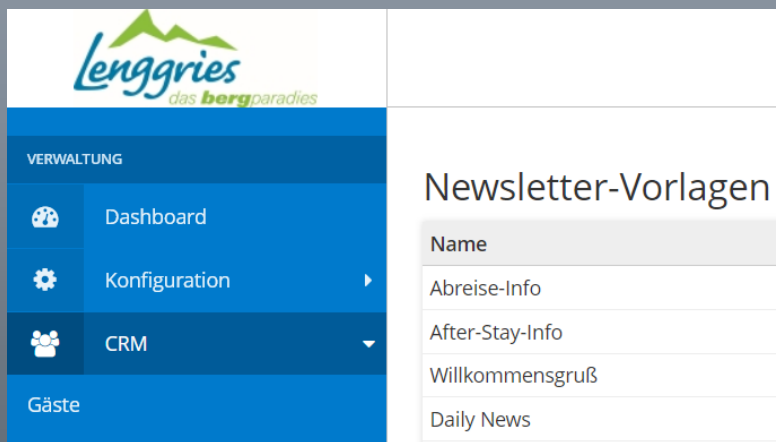 Lenggries
das bergparadies
VERWALTUNG
Dashboard
Konfiguration
CRM
Gäste
Newsletter-Vorlagen
Name
Abreise-Info
After-Stay-Info
Willkommensgruß
Daily News